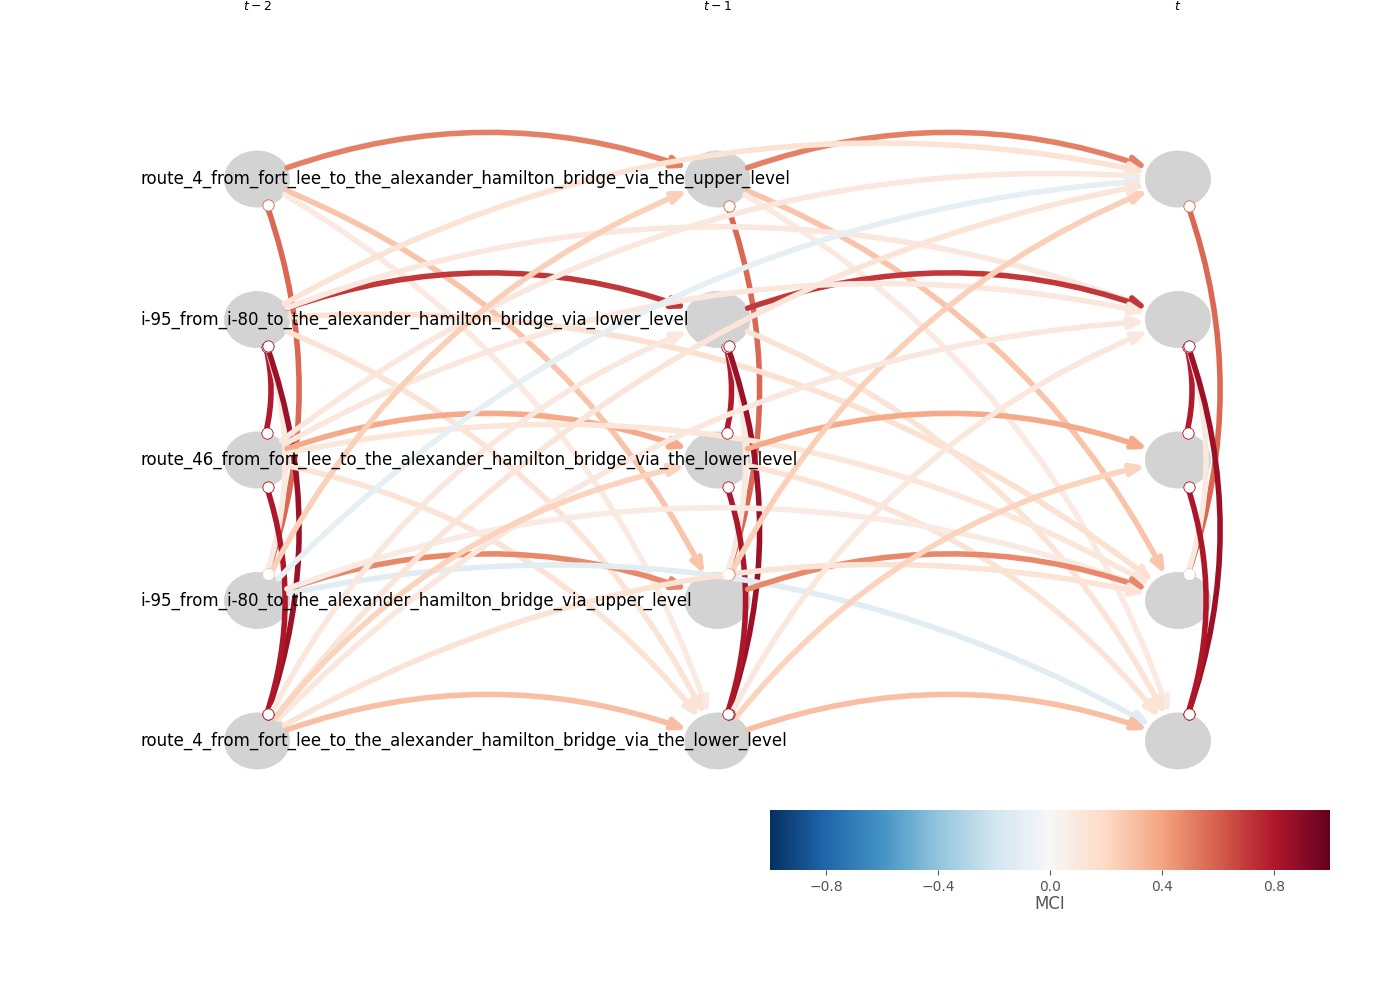 t − 2 t − 1 t
route_4_from_fort_lee_to_the_alexander_hamilton_bridge_via_the_upper_level
i-95_from_i-80_to_the_alexander_hamilton_bridge_via_lower_level
route_46_from_fort_lee_to_the_alexander_hamilton_bridge_via_the_lower_level
i-95_from_i-80_to_the_alexander_hamilton_bridge_via_upper_level
route_4_from_fort_lee_to_the_alexander_hamilton_bridge_via_the_lower_level
−0.8 −0.4 0.0 0.4 0.8
MCI